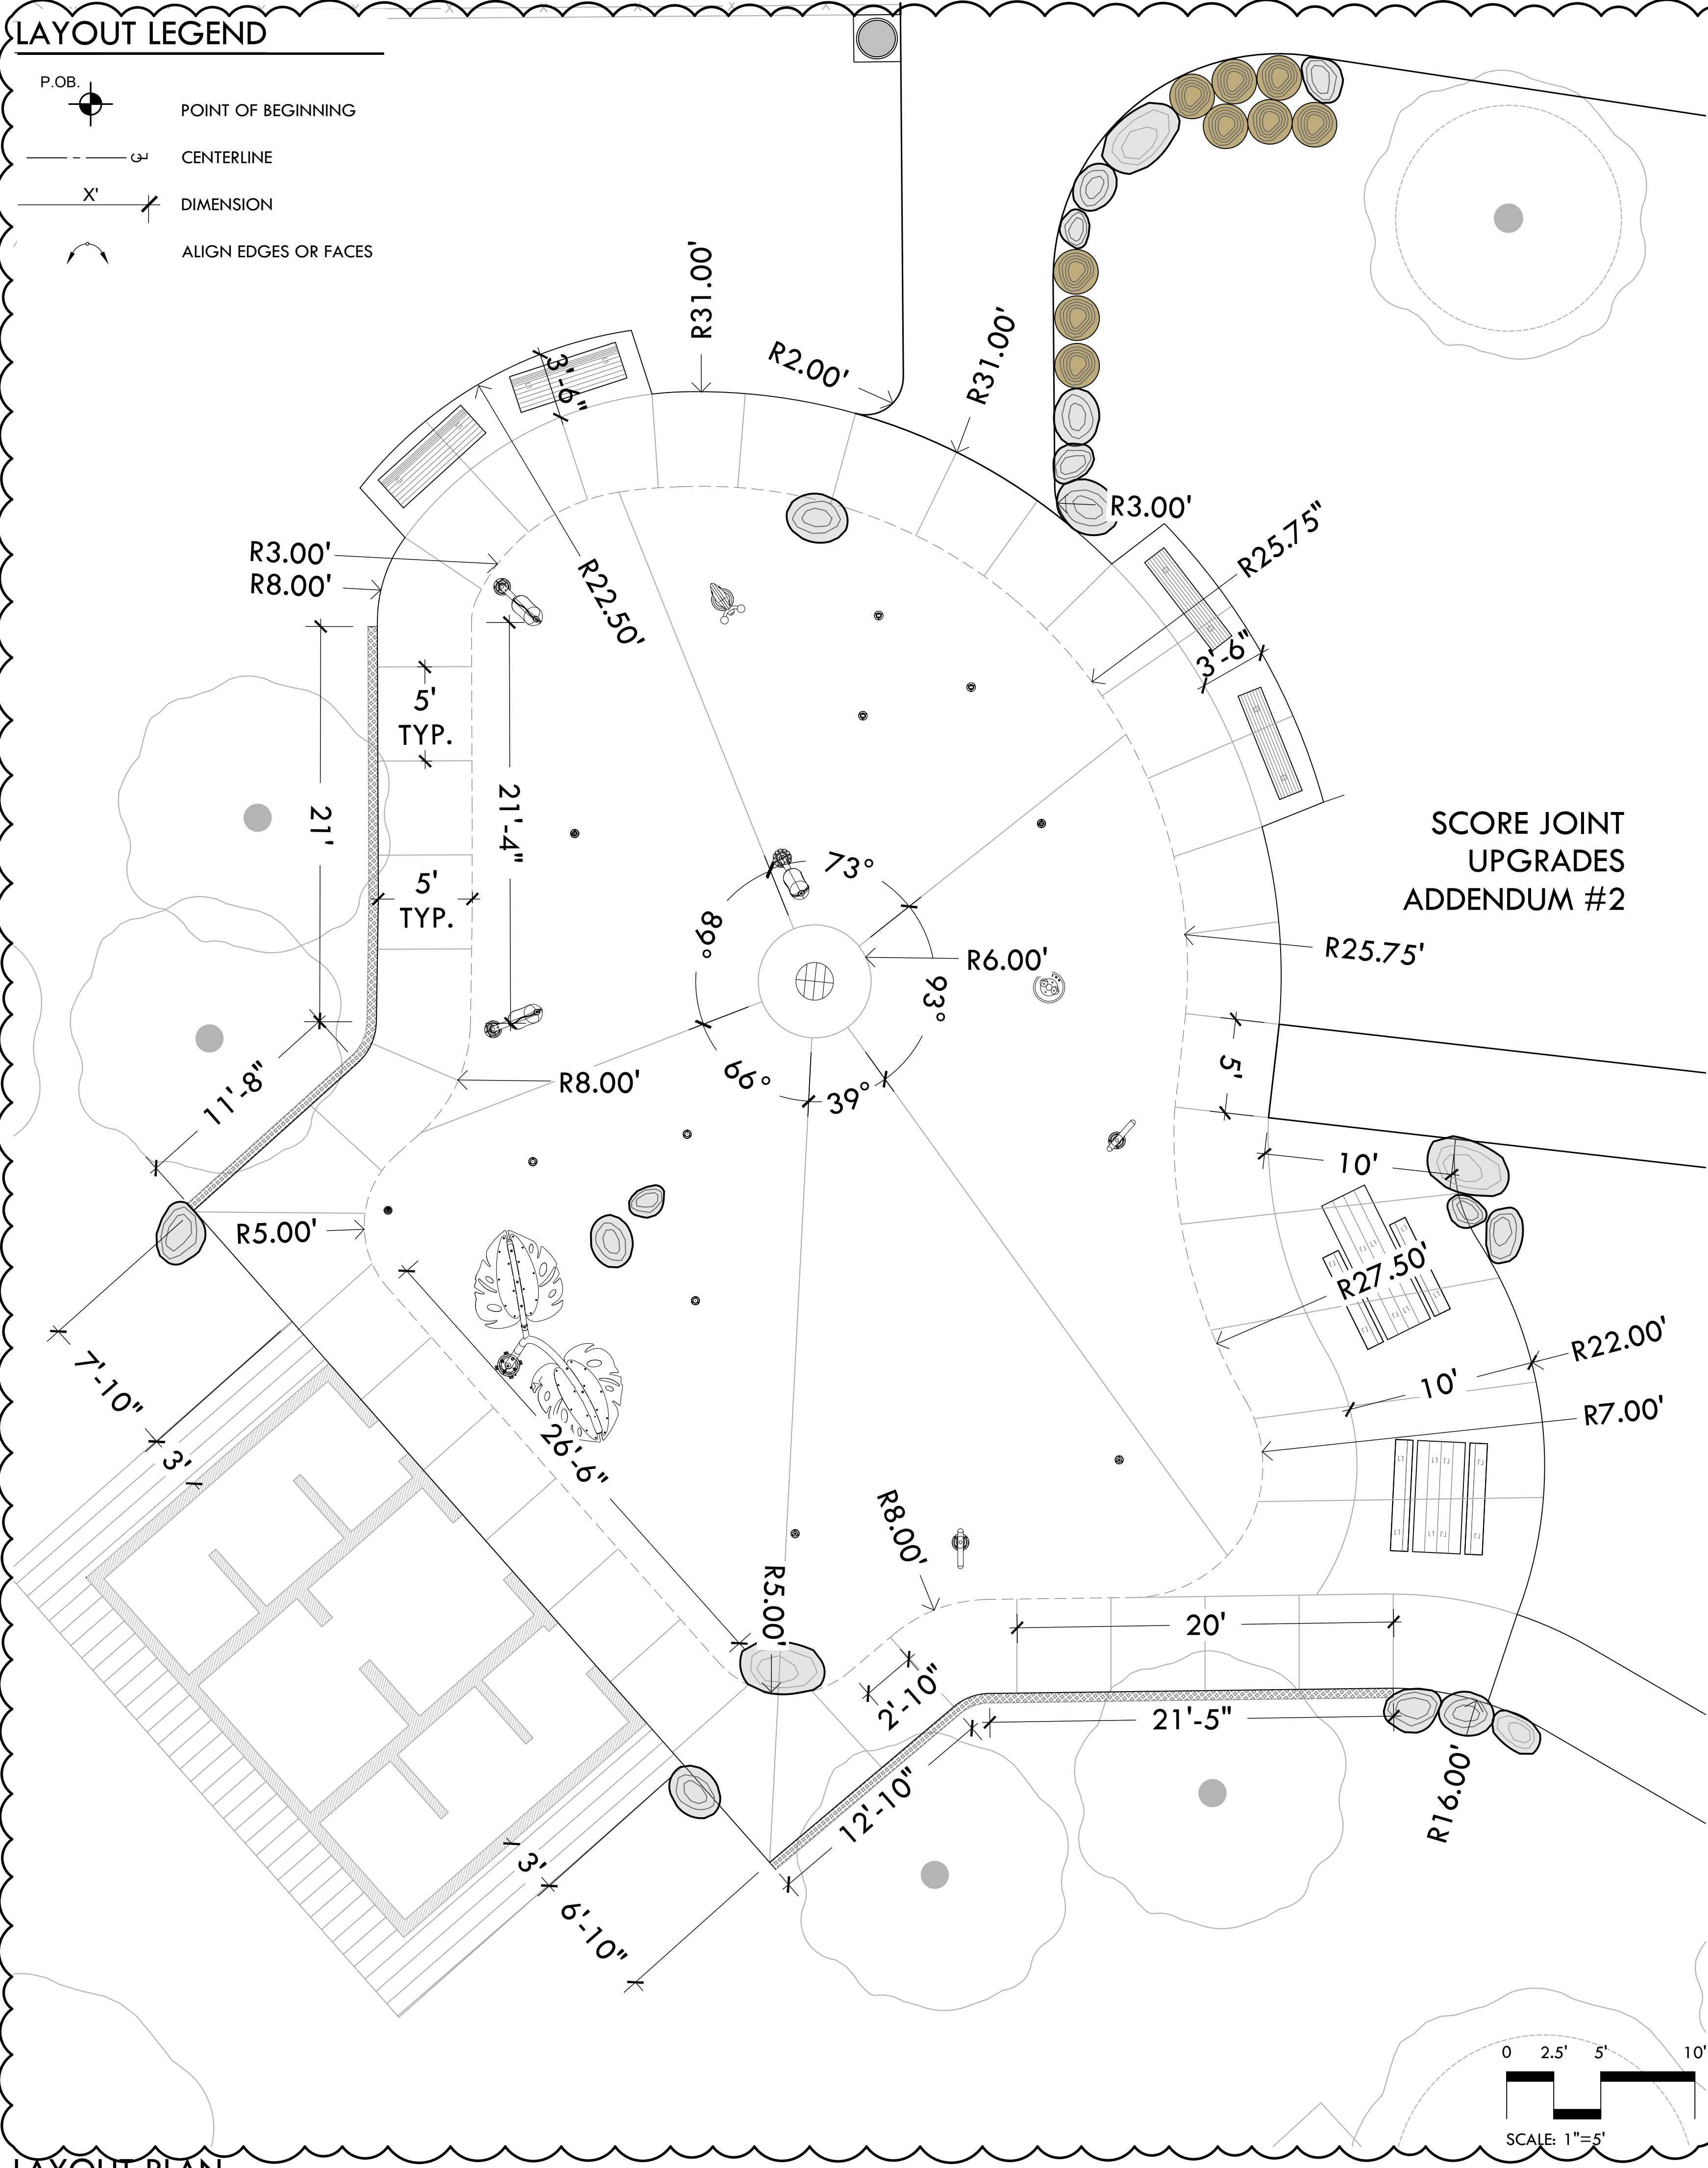 LAYOUT LEGEND
P.OB.
POINT OF BEGINNING
CENTERLINE
X'
DIMENSION
ALIGN EDGES OR FACES
R31.00'
R2.00'
R31.00'
3'-6"
R3.00'
R3.00'
R8.00'
R22.50'
R25.75"
3'-6"
5'
TYP.
21'
21'-4"
5'
TYP.
SCORE JOINT
UPGRADES
ADDENDUM #2
73°
89°
R6.00'
R25.75'
93°
66°
39°
R8.00'
5'
11'-8"
10'
R5.00'
R27.50'
R22.00'
10'
R7.00'
7'-10"
3'
26'-6"
R8.00'
R5.00'
20'
2'-10"
21'-5"
12'-10"
R16.00'
3'
6'-10"
0 2.5' 5' 10'
SCALE: 1"=5'
LAYOUT PLAN